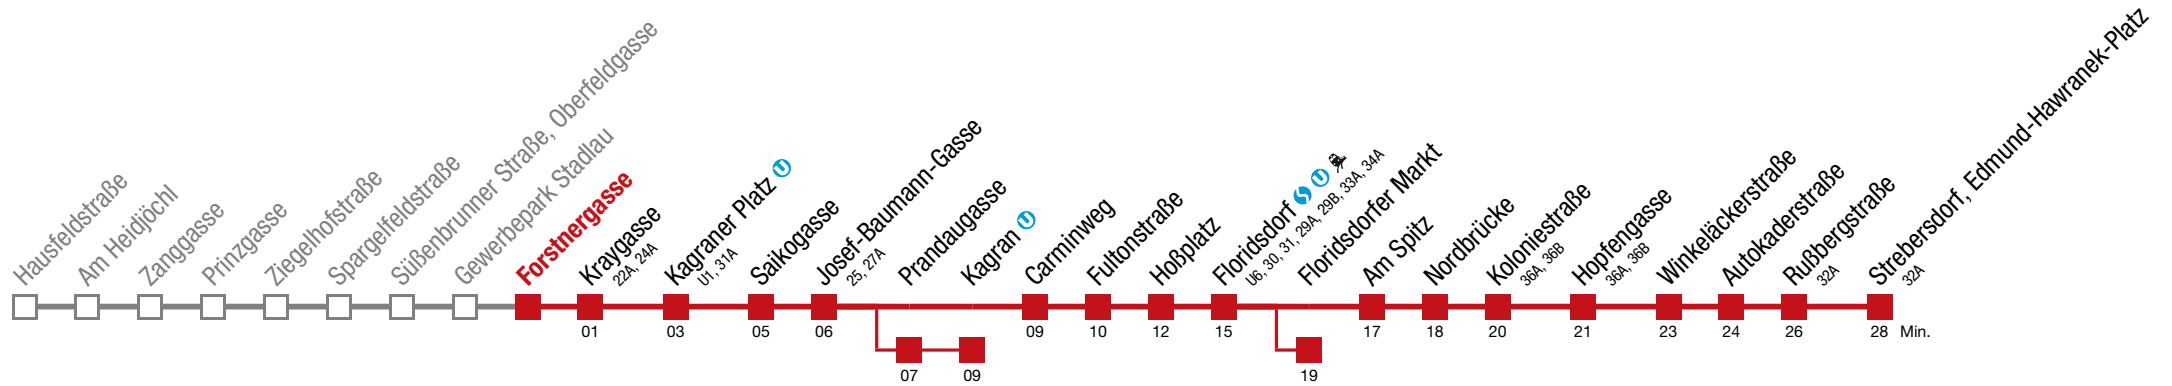 Hausfeldstraße
Am Heidjöchl
Zanggasse
Prinzgasse
Ziegelhofstraße
Spargelfeldstraße
Süßenbrunner Straße, Oberfeldgasse
Gewerbepark Stadlau
Forstnergasse
Kraygasse
22A, 24A
Kagraner Platz U
U1, 31A
Saikogasse
Josef-Baumann-Gasse
25, 27A
Prandaugasse
Kagran U
Carminweg
Fultonstraße
Hoßplatz
Floridsdorf S U
U6, 30, 31, 29A, 29B, 33A, 34A
Floridsdorfer Markt
Am Spitz
Nordbrücke
Koloniestraße
36A, 36B
Hopfengasse
36A, 36B
Winkeläckerstraße
Autokaderstraße
Rußbergstraße
32A
Strebersdorf, Edmund-Hawranek-Platz
32A
01 03 05 06 09 10 12 15 17 18 20 21 23 24 26 28 Min.
07 09 19